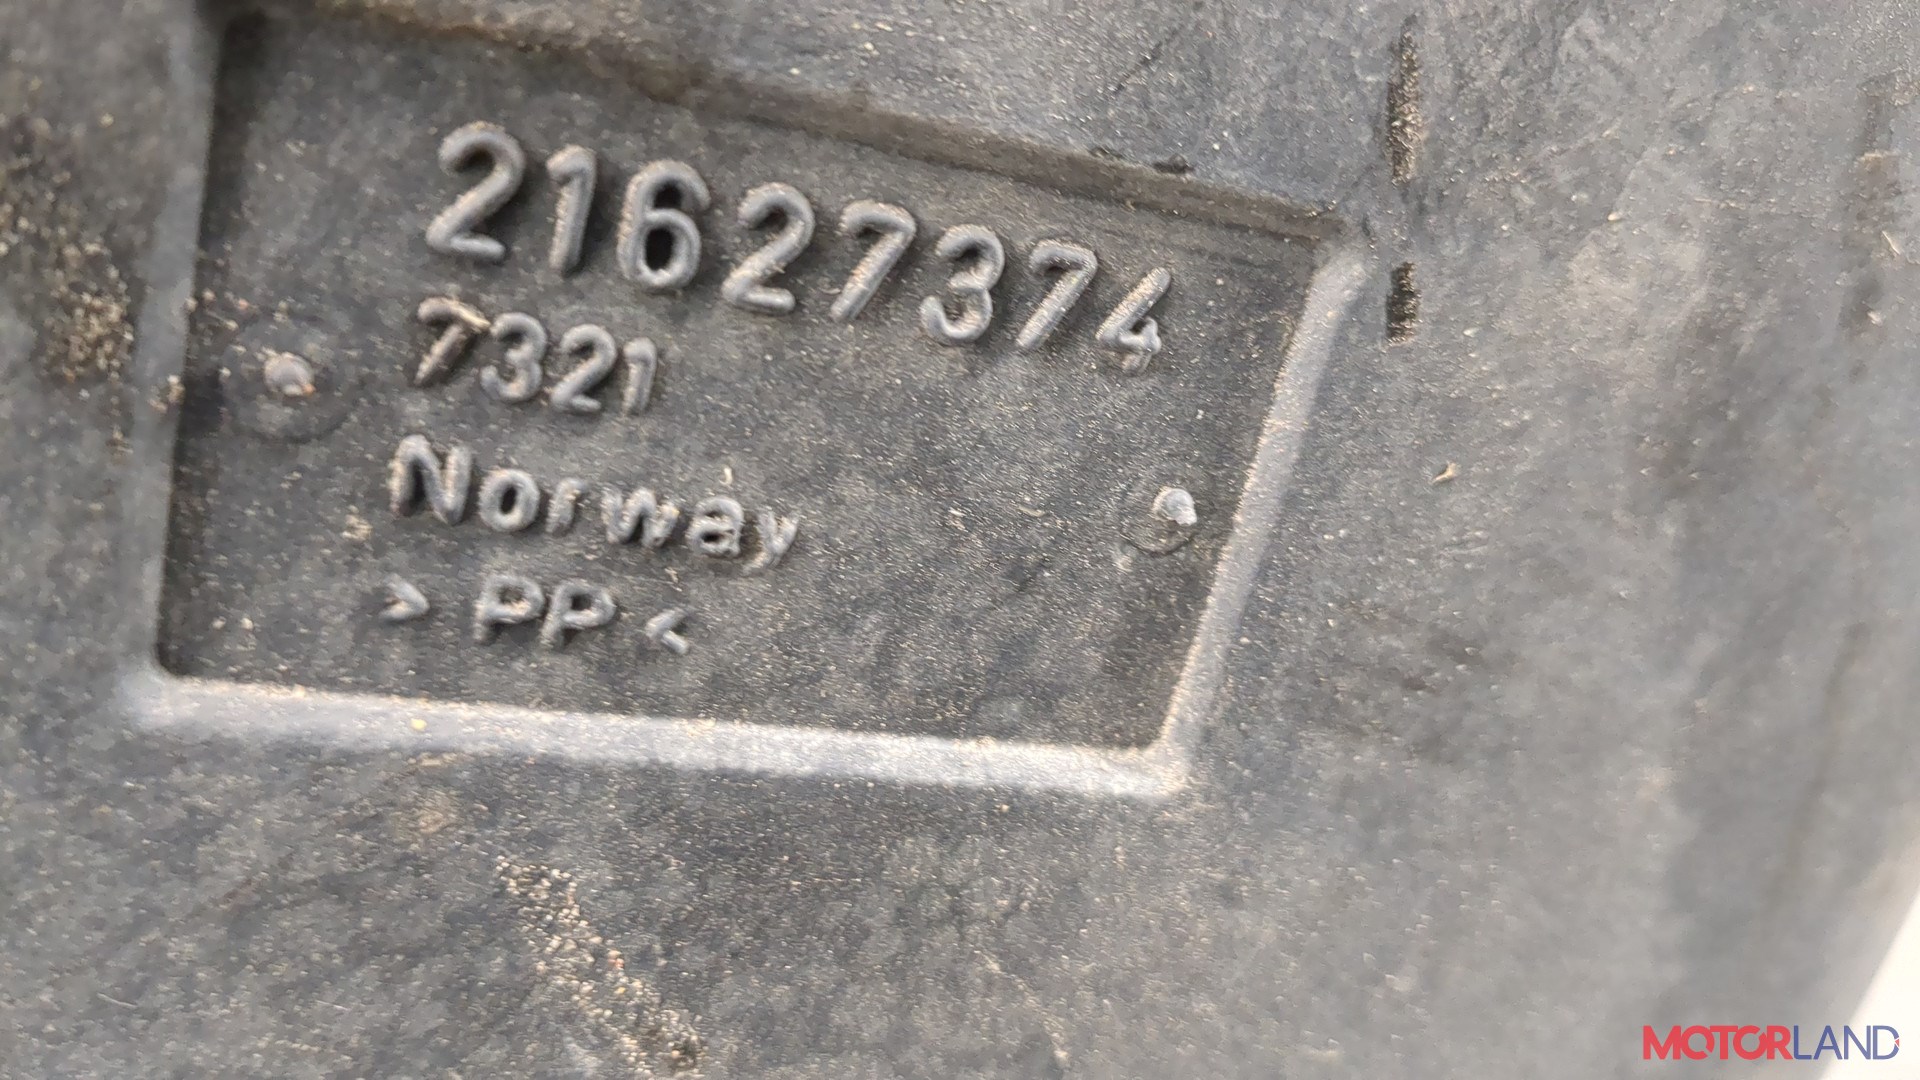 21627374
7321
Norway
> PP <
MOTORLAND